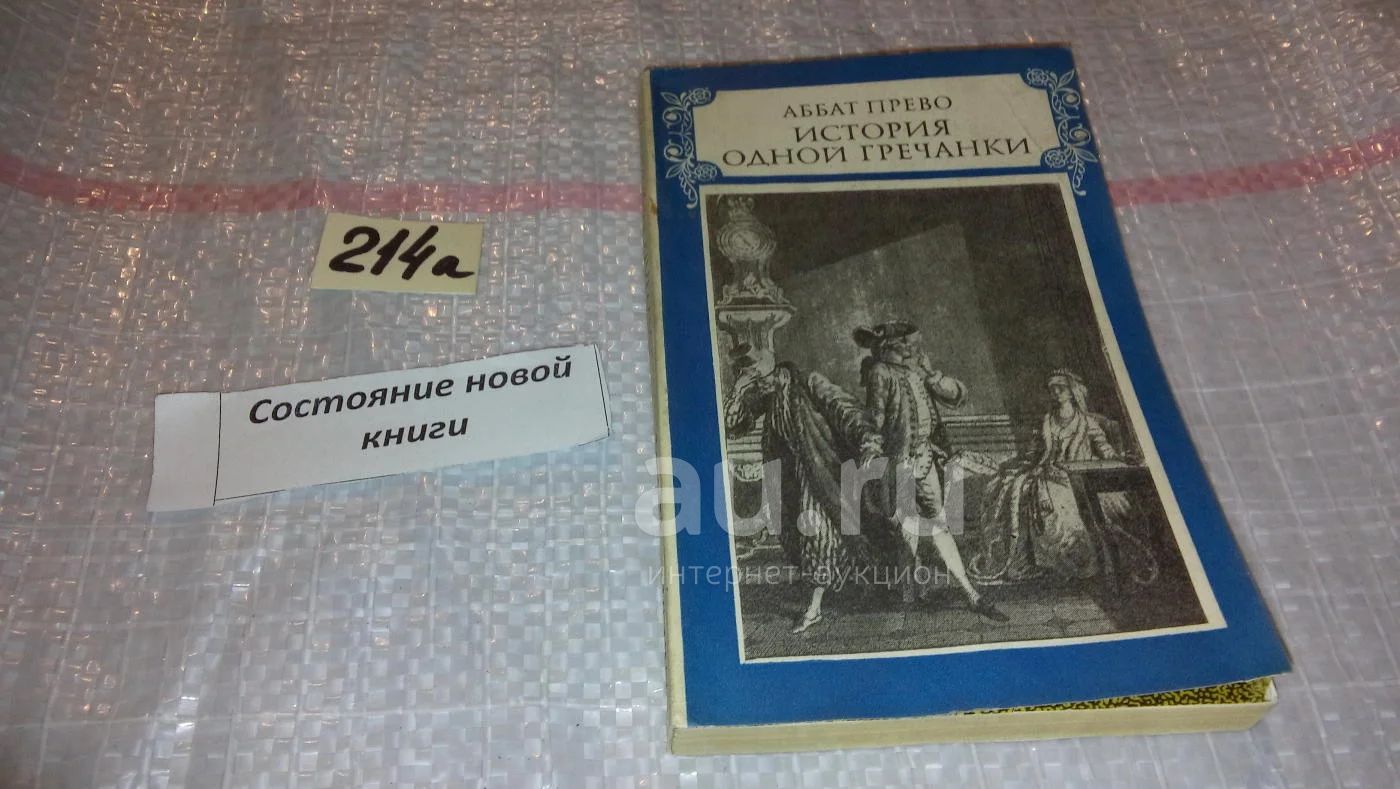 АББАТ ПРЕВО
ИСТОРИЯ
ОДНОЙ ГРЕЧАНКИ
214а
Состояние новой
книги
au.ru
интернет-аукцион